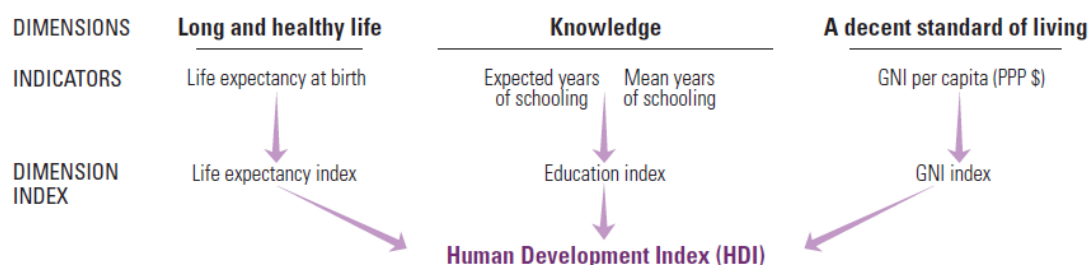 DIMENSIONS Long and healthy life Knowledge A decent standard of living
INDICATORS Life expectancy at birth Expected years of schooling Mean years of schooling GNI per capita (PPP $)
DIMENSION INDEX Life expectancy index Education index GNI index
Human Development Index (HDI)